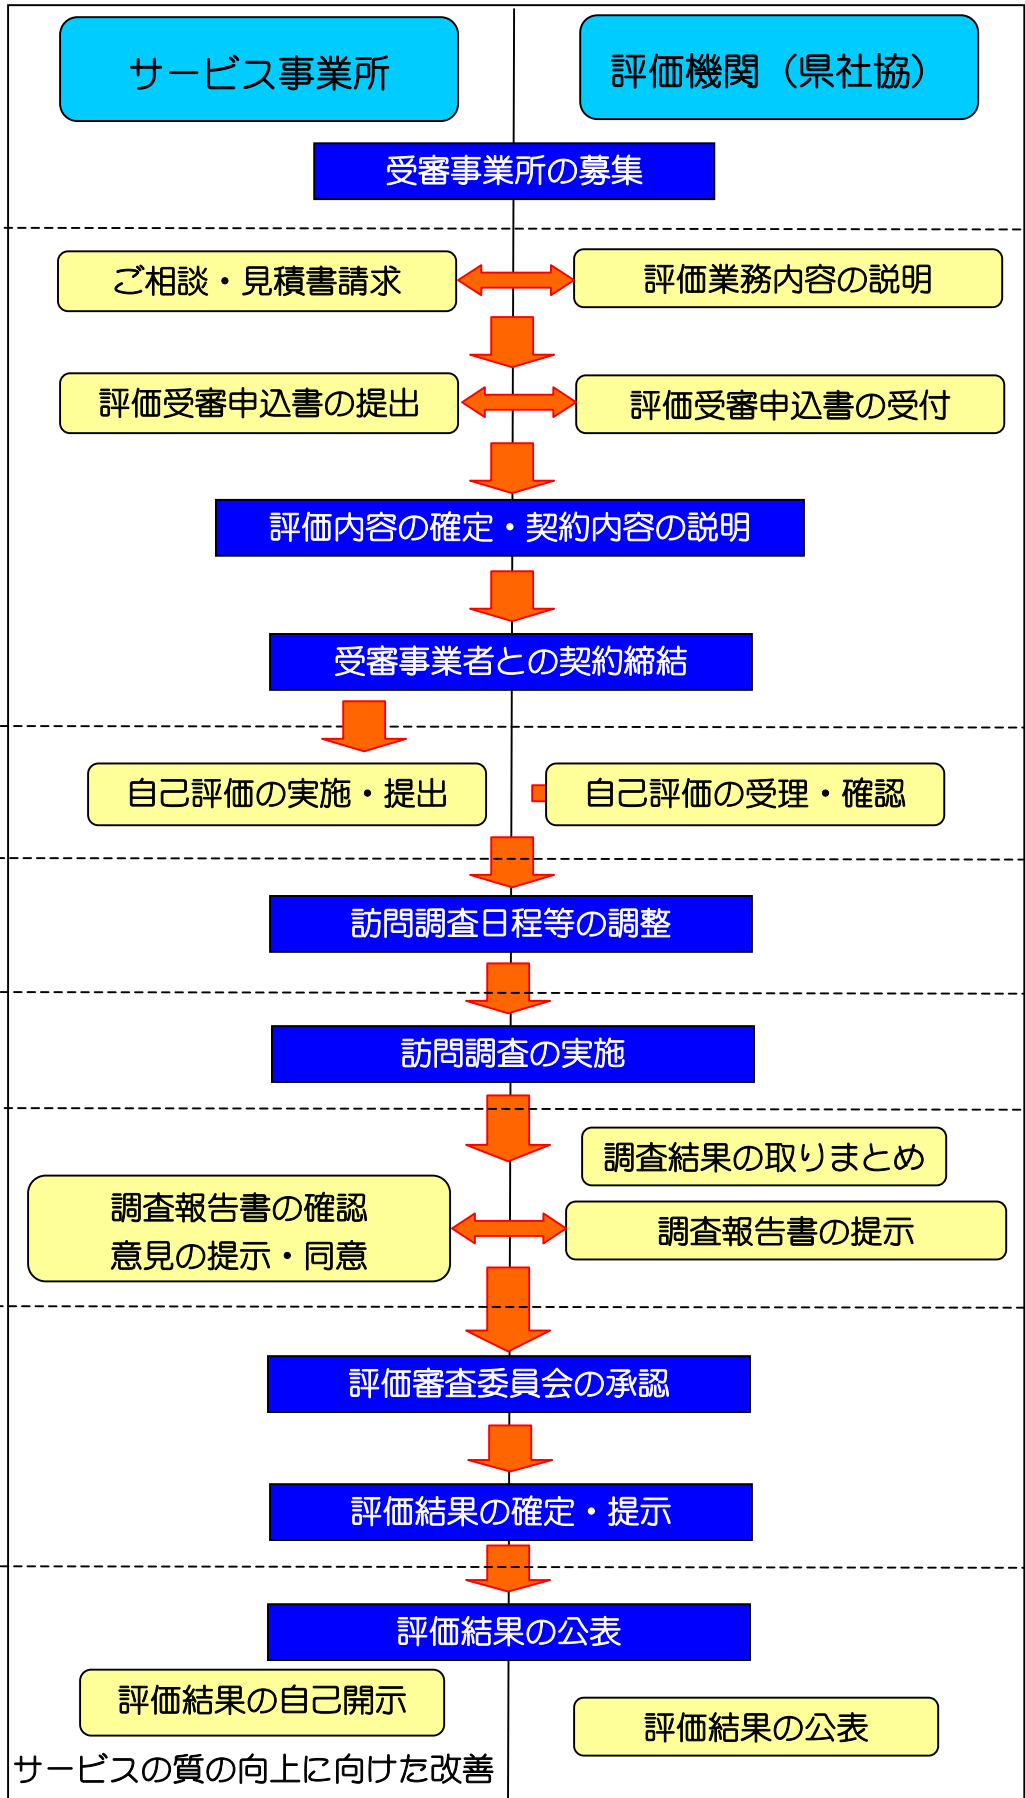 サービス事業所
評価機関（県社協）
受審事業所の募集
ご相談・見積書請求
評価業務内容の説明
評価受審申込書の提出
評価受審申込書の受付
評価内容の確定・契約内容の説明
受審事業者との契約締結
自己評価の実施・提出
自己評価の受理・確認
訪問調査日程等の調整
訪問調査の実施
調査結果の取りまとめ
調査報告書の確認
意見の提示・同意
調査報告書の提示
評価審査委員会の承認
評価結果の確定・提示
評価結果の公表
評価結果の自己開示
評価結果の公表
サービスの質の向上に向けた改善